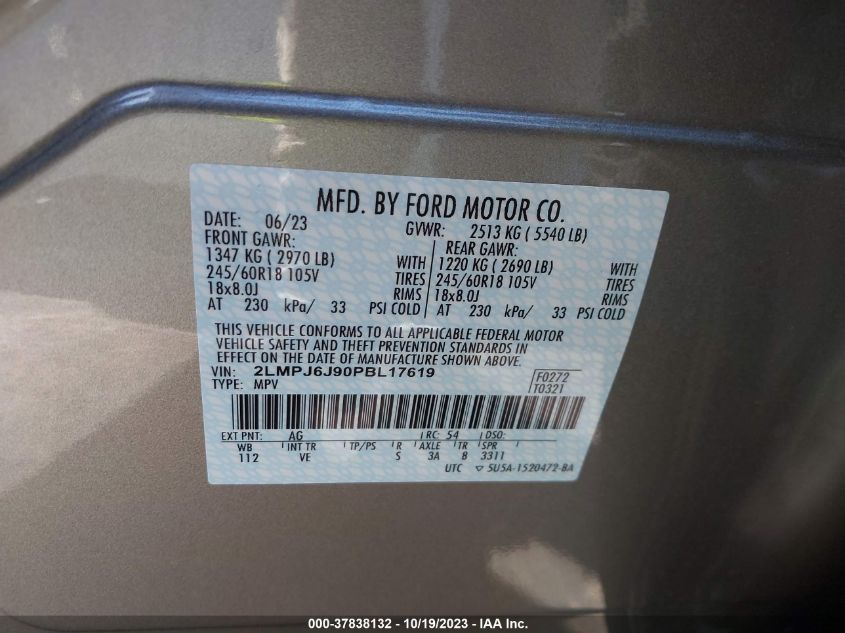 MFD. BY FORD MOTOR CO.
DATE: 06/23 GVWR: 2513 KG ( 5540 LB)
FRONT GAWR: REAR GAWR:
1347 KG ( 2970 LB) WITH 1220 KG ( 2690 LB) WITH
245/60R18 105V TIRES 245/60R18 105V TIRES
18x8.0J RIMS 18x8.0J RIMS
AT 230 kPa/ 33 PSI COLD AT 230 kPa/ 33 PSI COLD
THIS VEHICLE CONFORMS TO ALL APPLICABLE FEDERAL MOTOR
VEHICLE SAFETY AND THEFT PREVENTION STANDARDS IN
EFFECT ON THE DATE OF MANUFACTURE SHOWN ABOVE.
VIN: 2LMPJ6J90PBL17619 F0272
TYPE: MPV T0321
EXT PNT: AG RC: 54 DSO:
WB INT TR TP/PS R AXLE TR SPR
112 VE S 3A 8 3311
UTC ▽ SU5A-1520472-BA
000-37838132 - 10/19/2023 - IAA Inc.